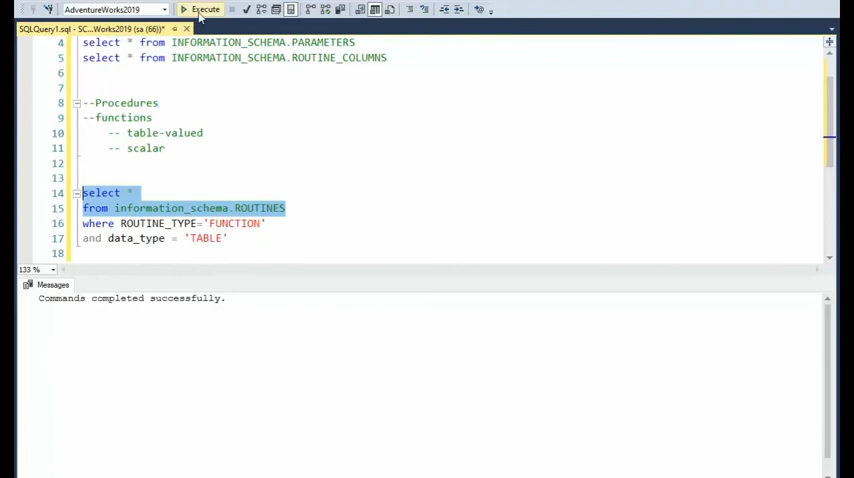 AdventureWorks2019
Execute
SQLQuery1.sql - SC...Works2019 (sa (66))*
4 select * from INFORMATION_SCHEMA.PARAMETERS
5 select * from INFORMATION_SCHEMA.ROUTINE_COLUMNS
6
7
8 --Procedures
9 --functions
10 -- table-valued
11 -- scalar
12
13
14 select *
15 from information_schema.ROUTINES
16 where ROUTINE_TYPE='FUNCTION'
17 and data_type = 'TABLE'
18
133 %
Messages
Commands completed successfully.